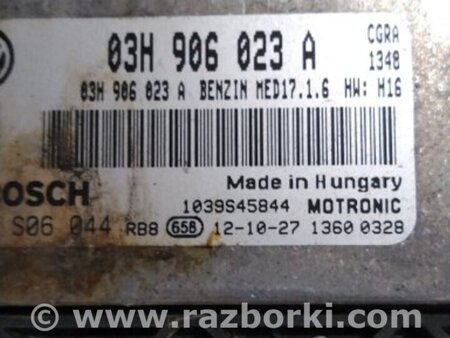 03H 906 023 A CGRA
1348
03H 906 023 A BENZIN MED17.1.6 HW: H16
OSCH Made in Hungary
1039S45844 MOTRONIC
S06 044 RB8 658 12-10-27 1360 0328
© www.razborki.com